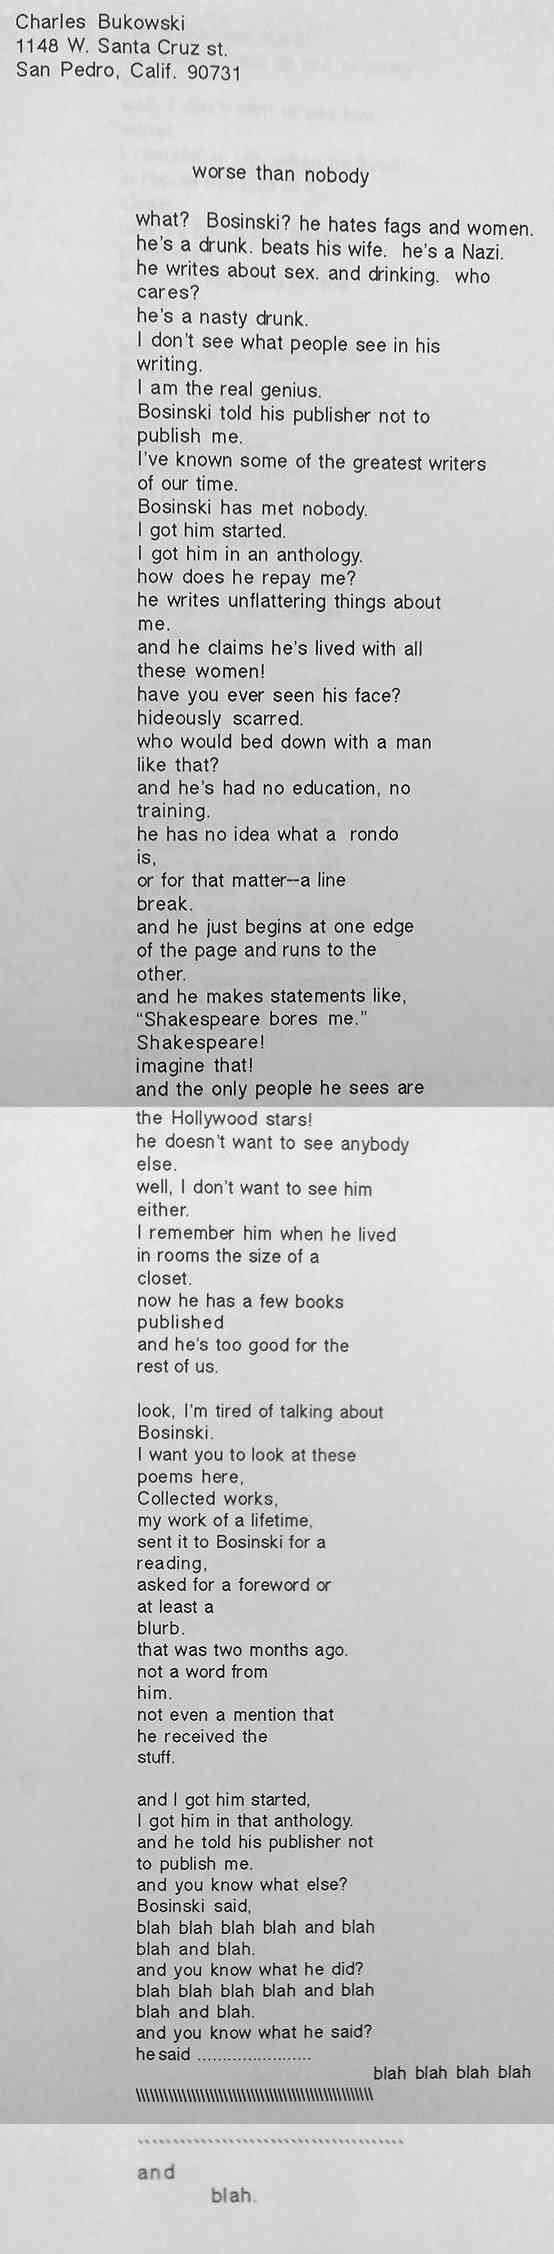 Charles Bukowski
1148 W. Santa Cruz st.
San Pedro, Calif. 90731
worse than nobody
what? Bosinski? he hates fags and women.
he's a drunk. beats his wife. he's a Nazi.
he writes about sex. and drinking. who
cares?
he's a nasty drunk.
I don't see what people see in his
writing.
I am the real genius.
Bosinski told his publisher not to
publish me.
I've known some of the greatest writers
of our time.
Bosinski has met nobody.
I got him started.
I got him in an anthology.
how does he repay me?
he writes unflattering things about
me.
and he claims he's lived with all
these women!
have you ever seen his face?
hideously scarred.
who would bed down with a man
like that?
and he's had no education, no
training.
he has no idea what a rondo
is,
or for that matter--a line
break.
and he just begins at one edge
of the page and runs to the
other.
and he makes statements like,
"Shakespeare bores me."
Shakespeare!
imagine that!
and the only people he sees are
the Hollywood stars!
he doesn't want to see anybody
else.
well, I don't want to see him
either.
I remember him when he lived
in rooms the size of a
closet.
now he has a few books
published
and he's too good for the
rest of us.
look, I'm tired of talking about
Bosinski.
I want you to look at these
poems here,
Collected works,
my work of a lifetime,
sent it to Bosinski for a
reading,
asked for a foreword or
at least a
blurb.
that was two months ago.
not a word from
him.
not even a mention that
he received the
stuff.
and I got him started,
I got him in that anthology.
and he told his publisher not
to publish me.
and you know what else?
Bosinski said,
blah blah blah blah and blah
blah and blah.
and you know what he did?
blah blah blah blah and blah
blah and blah.
and you know what he said?
he said .......................
blah blah blah blah
\\\\\\\\\\\\\\\\\\\\\\\\\\\\\\\\\\\\\\\\\\\\\\\
and
blah.